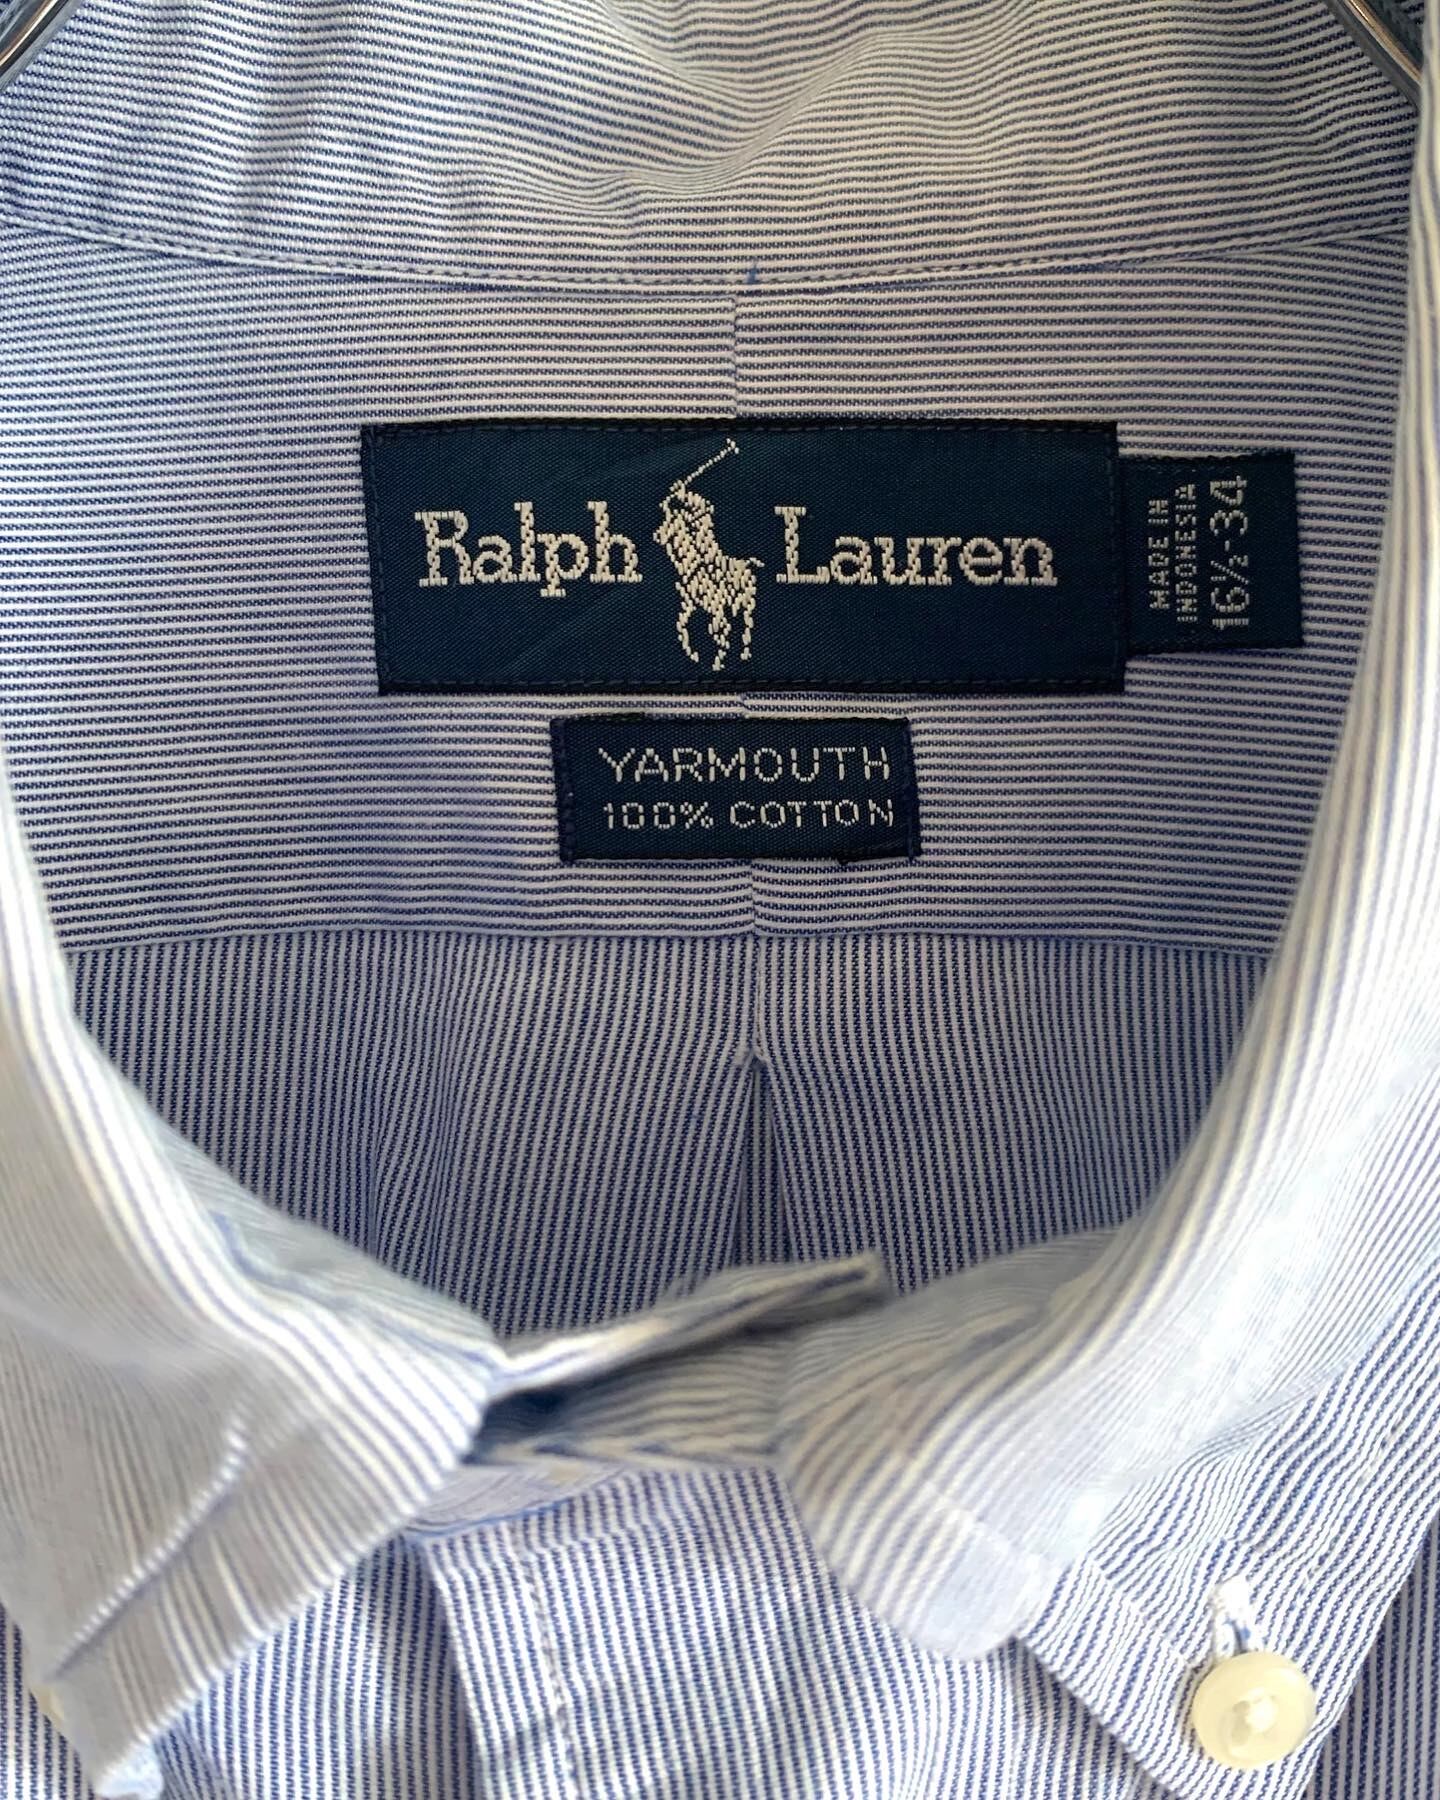 Ralph Lauren
MADE IN
INDONESIA
16½-34
YARMOUTH
100% COTTON